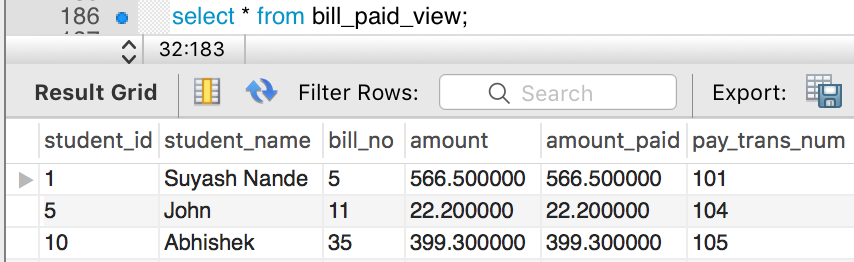 186 select * from bill_paid_view;
32:183
Result Grid Filter Rows: Search Export:
student_id student_name bill_no amount amount_paid pay_trans_num
1 Suyash Nande 5 566.500000 566.500000 101
5 John 11 22.200000 22.200000 104
10 Abhishek 35 399.300000 399.300000 105